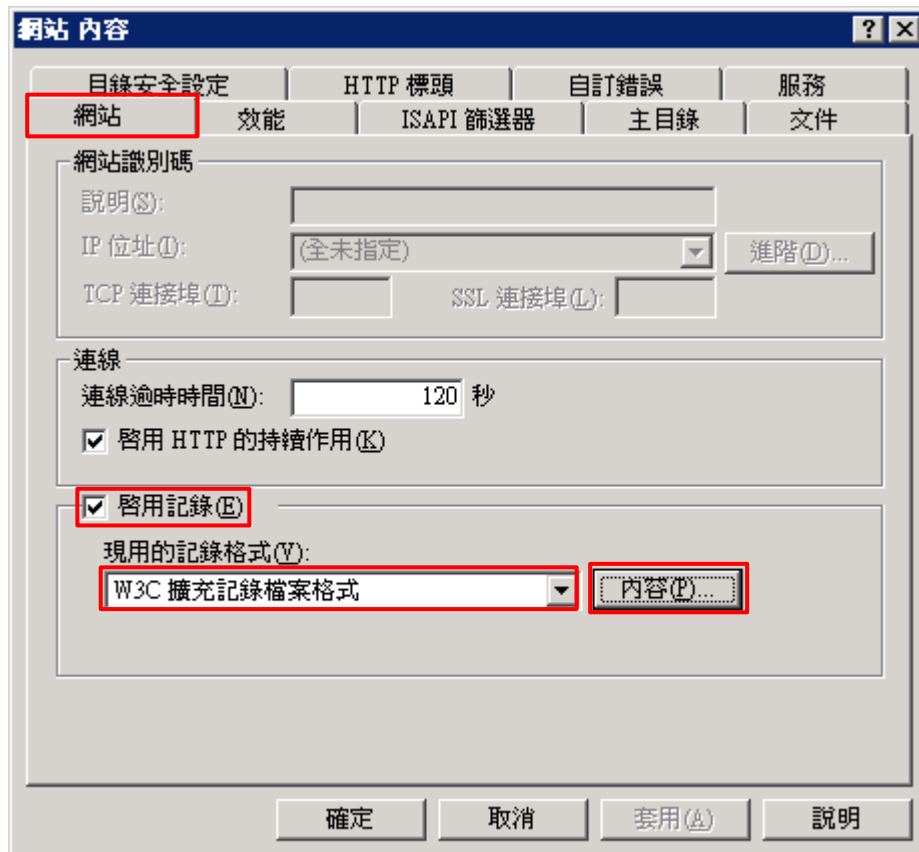 網站 內容
目錄安全設定 HTTP 標頭 自訂錯誤 服務
網站 效能 ISAPI 篩選器 主目錄 文件
網站識別碼
說明(S):
IP 位址(I): (全未指定) 進階(D)...
TCP 連接埠(T): SSL 連接埠(L):
連線
連線逾時時間(N): 120 秒
啓用 HTTP 的持續作用(K)
啓用記錄(E)
現用的記錄格式(V):
W3C 擴充記錄檔案格式 內容(P)...
確定 取消 套用(A) 說明